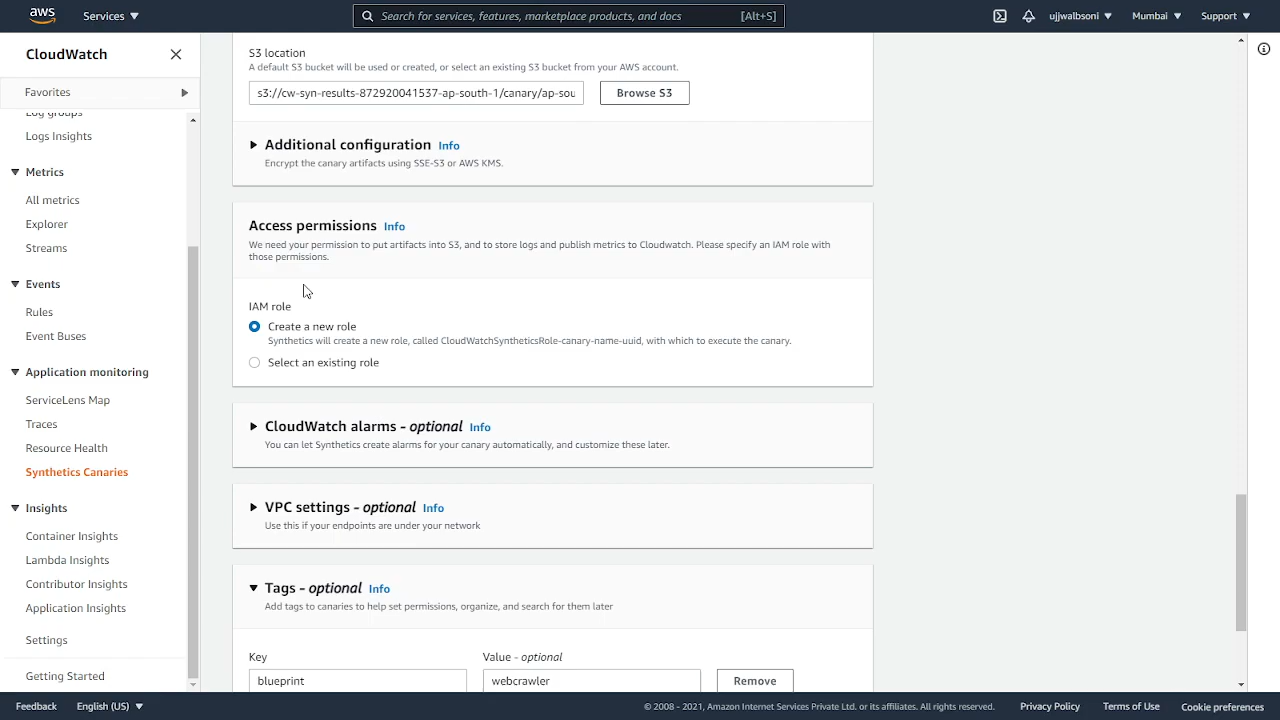 aws
Services
Search for services, features, marketplace products, and docs
[Alt+S]
ujjwalbsoni
Mumbai
Support
CloudWatch
Favorites
Log groups
Logs Insights
Metrics
All metrics
Explorer
Streams
Events
Rules
Event Buses
Application monitoring
ServiceLens Map
Traces
Resource Health
Synthetics Canaries
Insights
Container Insights
Lambda Insights
Contributor Insights
Application Insights
Settings
Getting Started
S3 location
A default S3 bucket will be used or created, or select an existing S3 bucket from your AWS account.
s3://cw-syn-results-872920041537-ap-south-1/canary/ap-sou
Browse S3
Additional configuration Info
Encrypt the canary artifacts using SSE-S3 or AWS KMS.
Access permissions Info
We need your permission to put artifacts into S3, and to store logs and publish metrics to Cloudwatch. Please specify an IAM role with
those permissions.
IAM role
Create a new role
Synthetics will create a new role, called CloudWatchSyntheticsRole-canary-name-uuid, with which to execute the canary.
Select an existing role
CloudWatch alarms - optional Info
You can let Synthetics create alarms for your canary automatically, and customize these later.
VPC settings - optional Info
Use this if your endpoints are under your network
Tags - optional Info
Add tags to canaries to help set permissions, organize, and search for them later
Key
Value - optional
blueprint
webcrawler
Remove
Feedback
English (US)
© 2008 - 2021, Amazon Internet Services Private Ltd. or its affiliates. All rights reserved.
Privacy Policy
Terms of Use
Cookie preferences